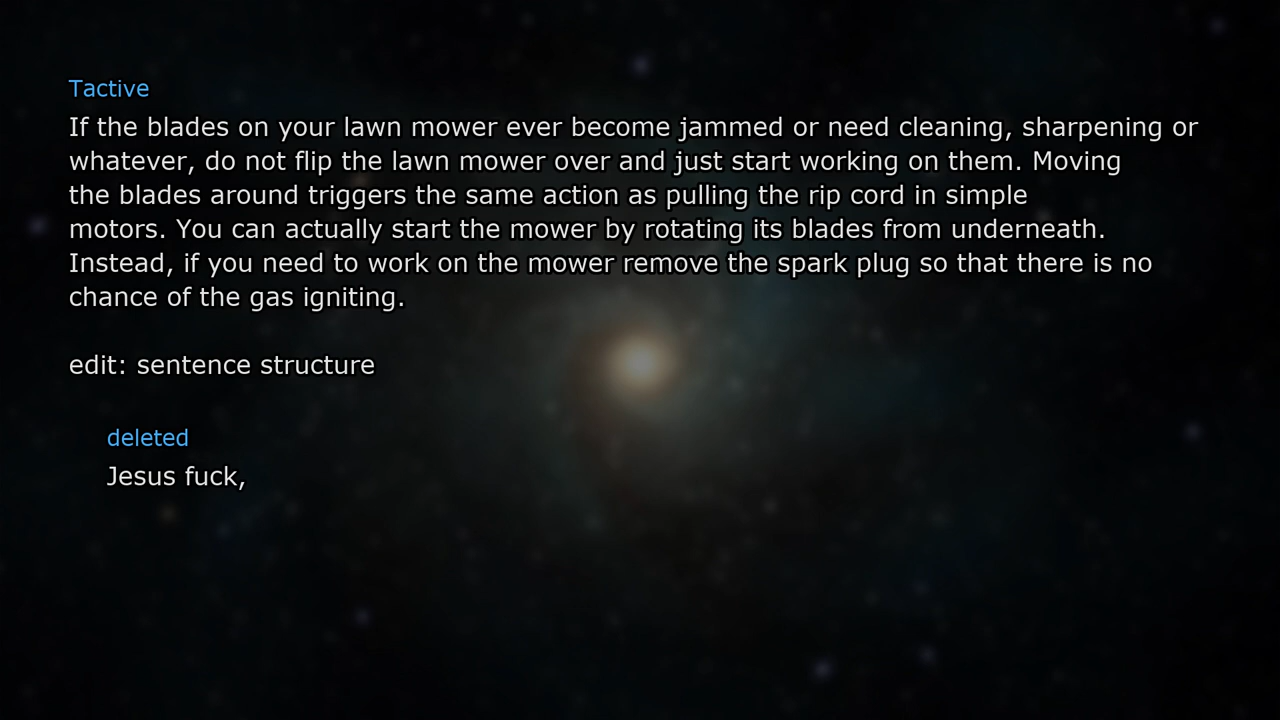 Tactive
If the blades on your lawn mower ever become jammed or need cleaning, sharpening or
whatever, do not flip the lawn mower over and just start working on them. Moving
the blades around triggers the same action as pulling the rip cord in simple
motors. You can actually start the mower by rotating its blades from underneath.
Instead, if you need to work on the mower remove the spark plug so that there is no
chance of the gas igniting.
edit: sentence structure
deleted
Jesus fuck,